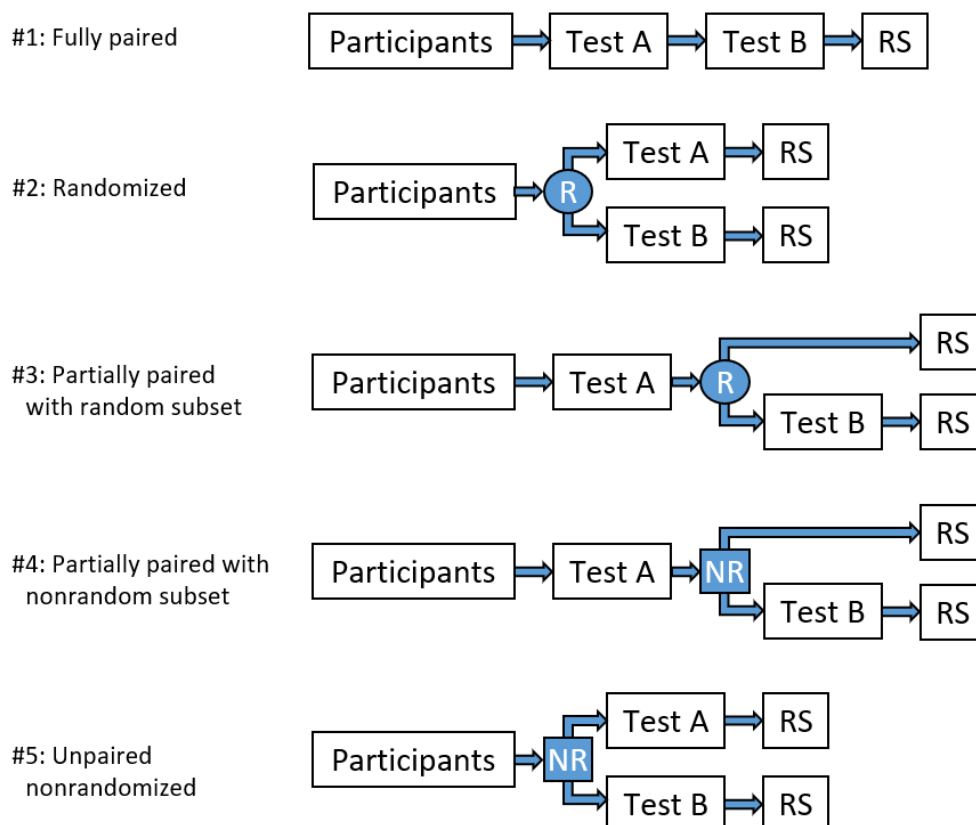 #1: Fully paired
Participants
Test A
Test B
RS
#2: Randomized
Participants
R
Test A
RS
Test B
RS
#3: Partially paired
with random subset
Participants
Test A
R
RS
Test B
RS
#4: Partially paired with
nonrandom subset
Participants
Test A
NR
RS
Test B
RS
#5: Unpaired
nonrandomized
Participants
NR
Test A
RS
Test B
RS